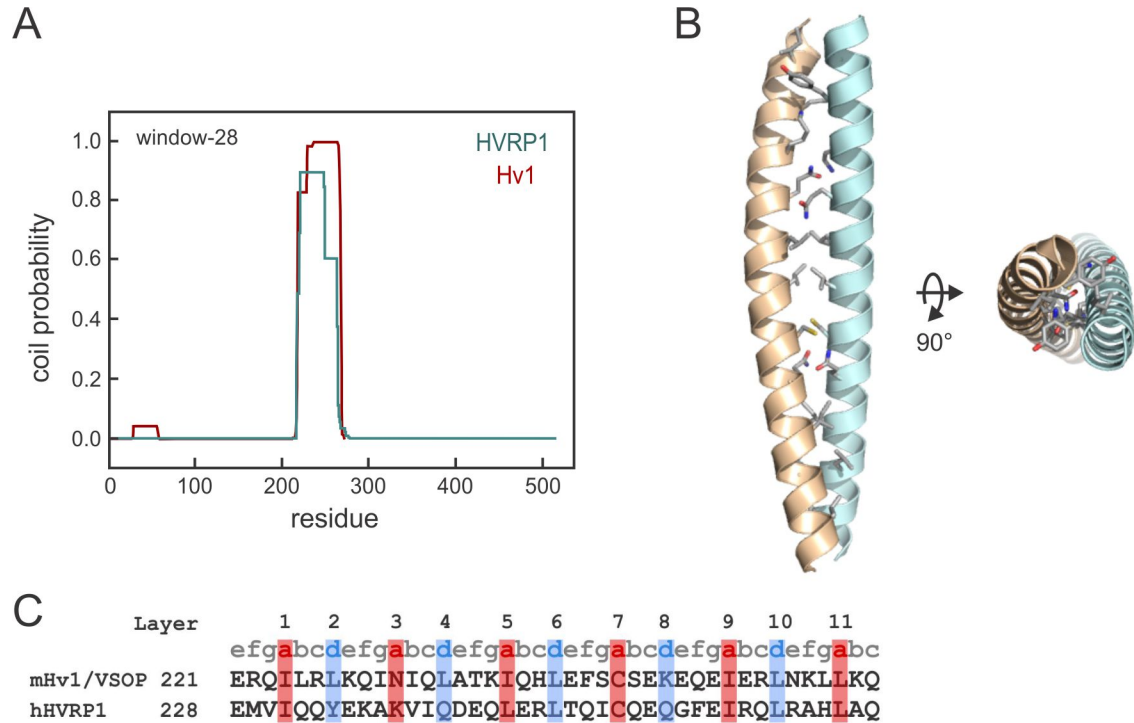 A
window-28
HVRP1
Hv1
1.0
0.8
0.6
0.4
0.2
0.0
coil probability
0 100 200 300 400 500
residue
B
90°
C
Layer 1 2 3 4 5 6 7 8 9 10 11
efgabcdefgabcdefgabcdefgabcdefgabcdefgabc
mHv1/VSOP 221 ERQILRLKQINIQLATKIQHLEFSCSEKEQEIERLNKLLKQ
hHVRP1 228 EMVIQQYEKAKVIQDEQLERLTQICQEQGFEIRQLRAHLAQ